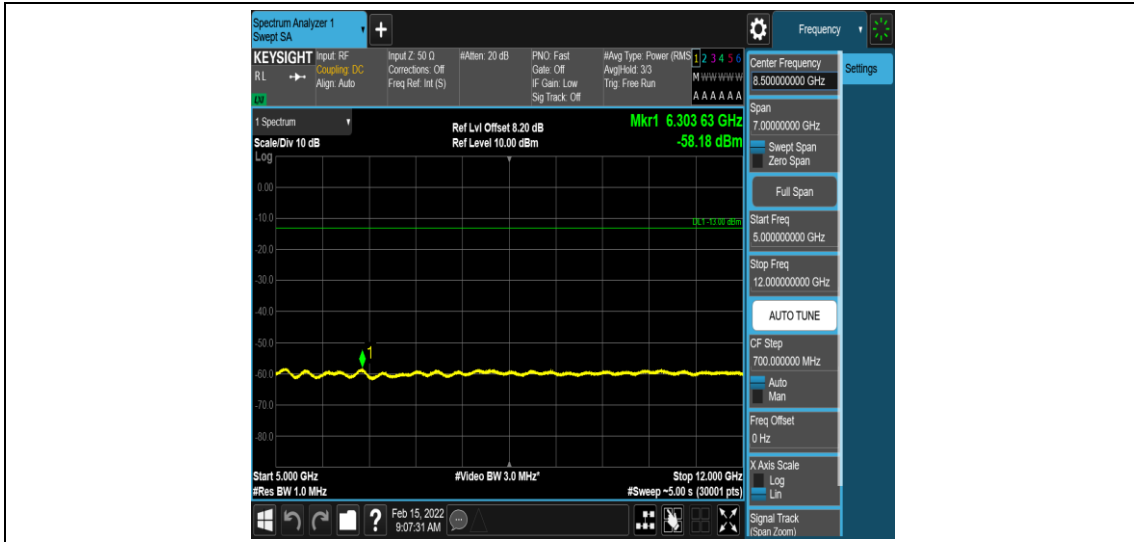 Spectrum Analyzer 1
Swept SA
Frequency
KEYSIGHT
RL
Input: RF
Coupling: DC
Align: Auto
Input Z: 50 Ω
Corrections: Off
Freq Ref: Int (S)
#Atten: 20 dB
PNO: Fast
Gate: Off
IF Gain: Low
Sig Track: Off
#Avg Type: Power (RMS
Avg|Hold: 3/3
Trig: Free Run
1 2 3 4 5 6
M W W W W W
A A A A A A
1 Spectrum
Scale/Div 10 dB
Log
Ref Lvl Offset 8.20 dB
Ref Level 10.00 dBm
Mkr1 6.303 63 GHz
-58.18 dBm
0.00
-10.0
DL1 -13.00 dBm
-20.0
-30.0
-40.0
-50.0
1
-60.0
-70.0
-80.0
Start 5.000 GHz
#Res BW 1.0 MHz
#Video BW 3.0 MHz*
Stop 12.000 GHz
#Sweep ~5.00 s (30001 pts)
Center Frequency
8.500000000 GHz
Settings
Span
7.00000000 GHz
Swept Span
Zero Span
Full Span
Start Freq
5.000000000 GHz
Stop Freq
12.000000000 GHz
AUTO TUNE
CF Step
700.000000 MHz
Auto
Man
Freq Offset
0 Hz
X Axis Scale
Log
Lin
Signal Track
(Span Zoom)
?
Feb 15, 2022
9:07:31 AM